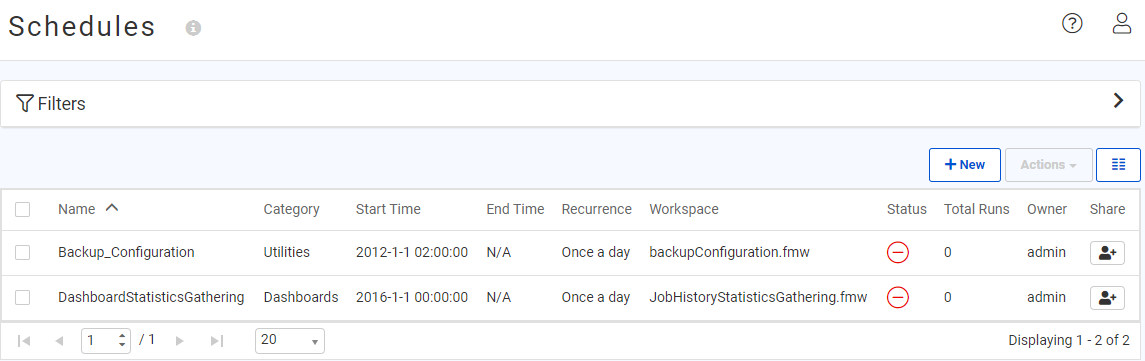 Schedules
Filters
New Actions
Name Category Start Time End Time Recurrence Workspace Status Total Runs Owner Share
Backup_Configuration Utilities 2012-1-1 02:00:00 N/A Once a day backupConfiguration.fmw 0 admin
DashboardStatisticsGathering Dashboards 2016-1-1 00:00:00 N/A Once a day JobHistoryStatisticsGathering.fmw 0 admin
1 / 1 20 Displaying 1 - 2 of 2